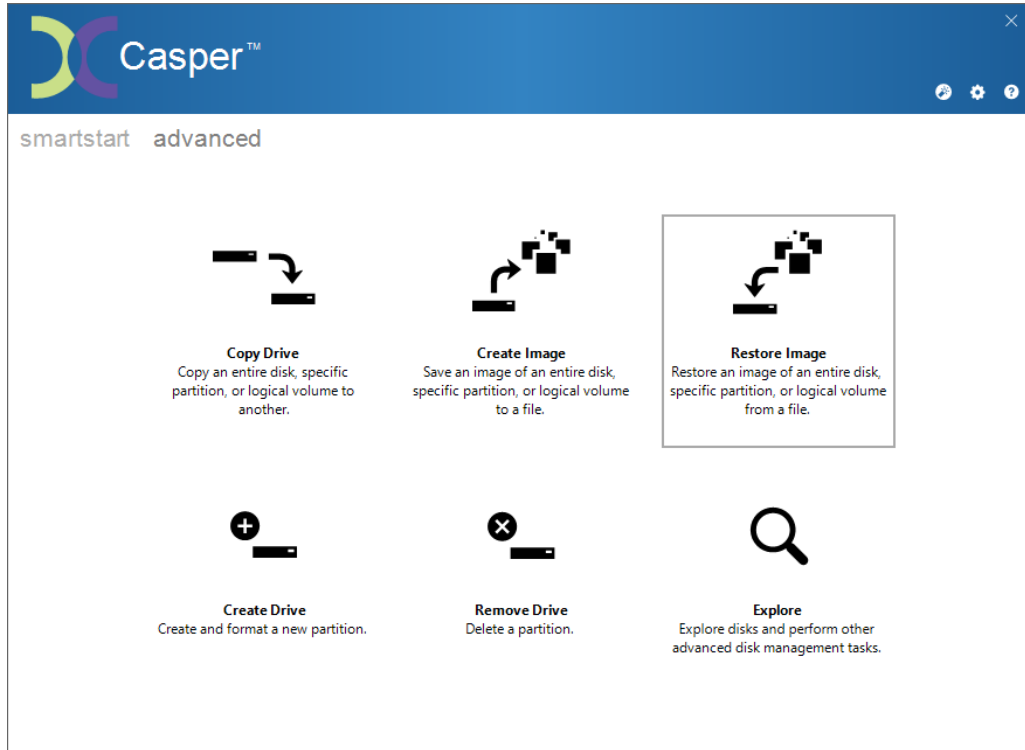 Casper™
smartstart advanced
Copy Drive
Copy an entire disk, specific
partition, or logical volume to
another.
Create Image
Save an image of an entire disk,
specific partition, or logical volume
to a file.
Restore Image
Restore an image of an entire disk,
specific partition, or logical volume
from a file.
Create Drive
Create and format a new partition.
Remove Drive
Delete a partition.
Explore
Explore disks and perform other
advanced disk management tasks.